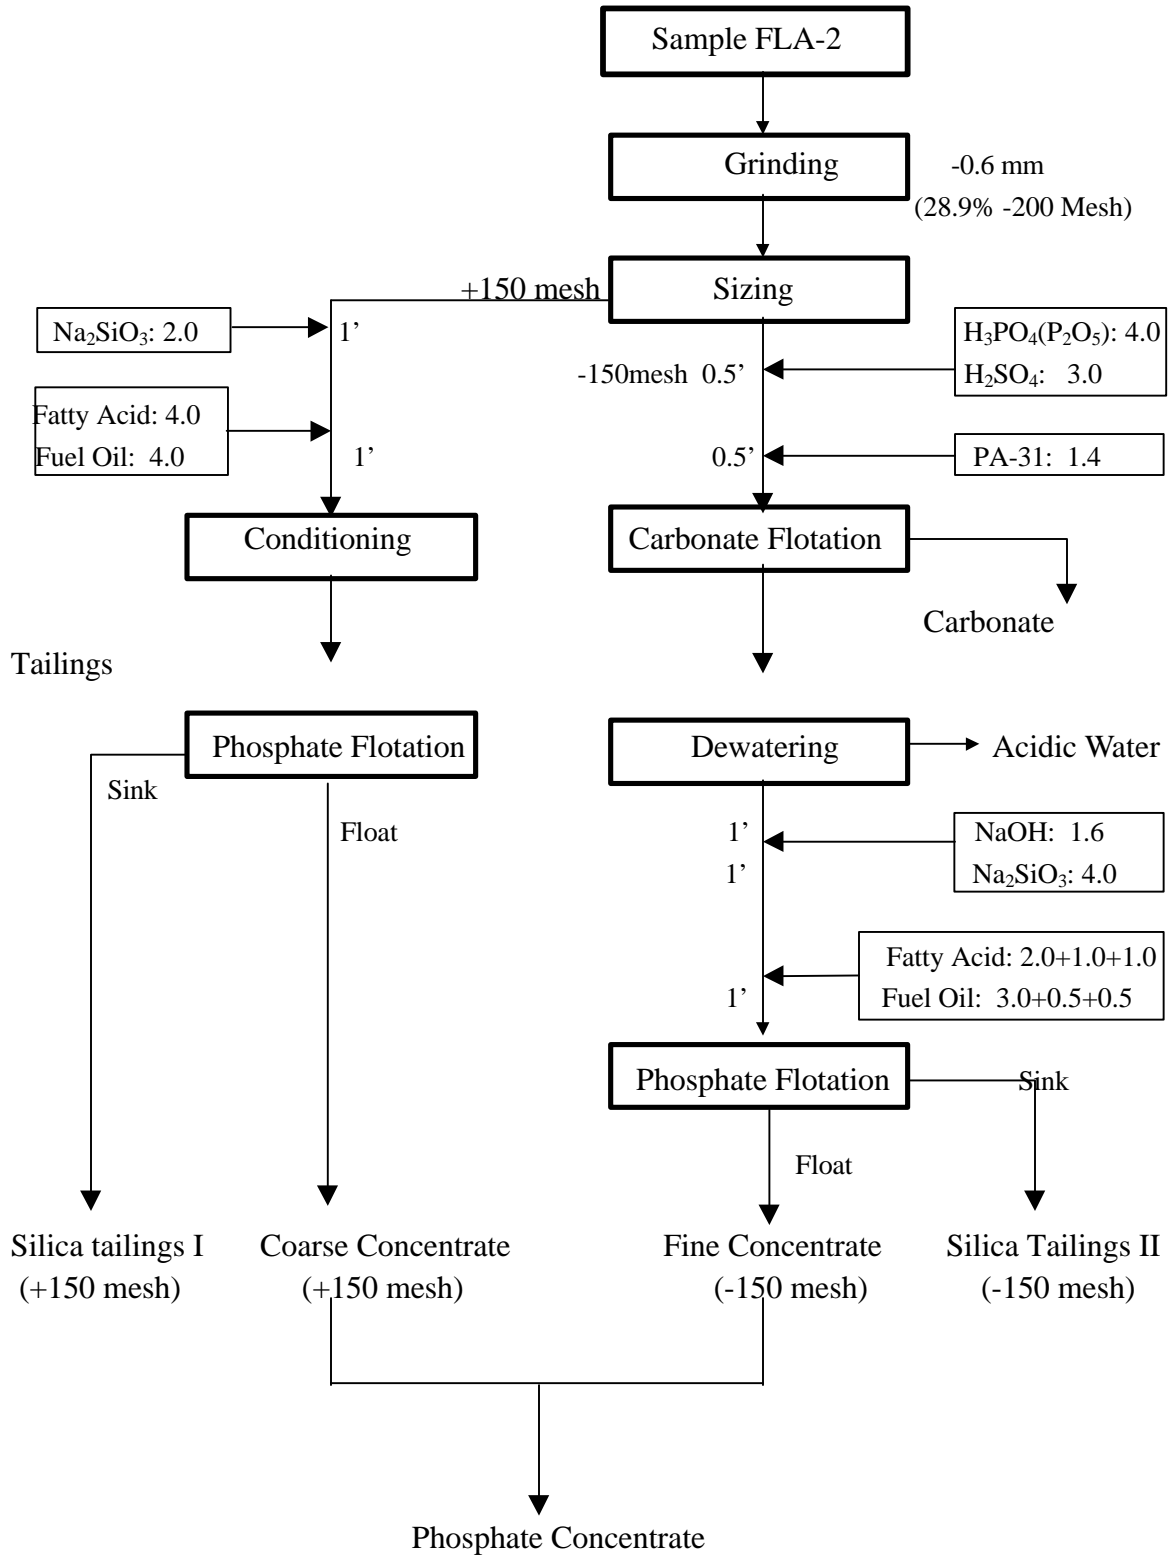 Sample FLA-2
Grinding
-0.6 mm
(28.9% -200 Mesh)
+150 mesh
Sizing
Na₂SiO₃: 2.0
1’
H₃PO₄(P₂O₅): 4.0
H₂SO₄: 3.0
-150mesh 0.5’
Fatty Acid: 4.0
Fuel Oil: 4.0
1’
0.5’
PA-31: 1.4
Conditioning
Carbonate Flotation
Carbonate
Tailings
Phosphate Flotation
Dewatering
Acidic Water
Sink
Float
1’
1’
NaOH: 1.6
Na₂SiO₃: 4.0
Fatty Acid: 2.0+1.0+1.0
Fuel Oil: 3.0+0.5+0.5
1’
Phosphate Flotation
Sink
Float
Silica tailings I
(+150 mesh)
Coarse Concentrate
(+150 mesh)
Fine Concentrate
(-150 mesh)
Silica Tailings II
(-150 mesh)
Phosphate Concentrate